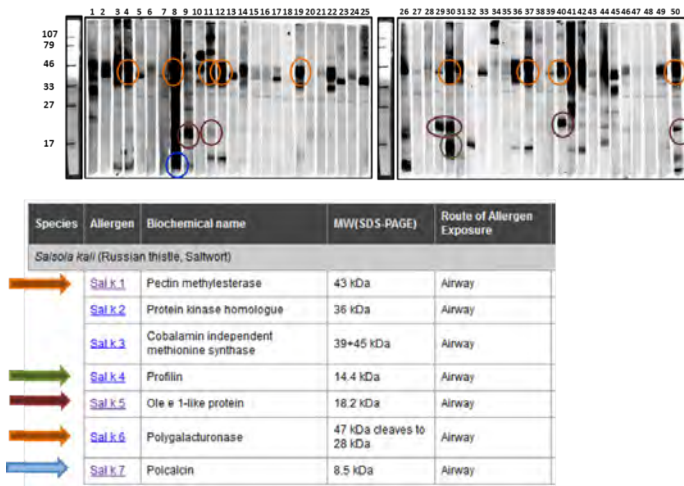 1 2 3 4 5 6 7 8 9 10 11 12 13 14 15 16 17 18 19 20 21 22 23 24 25
26 27 28 29 30 31 32 33 34 35 36 37 38 39 40 41 42 43 44 45 46 47 48 49 50
107
79
46
33
27
17
107
79
46
33
27
17
Species Allergen Biochemical name MW(SDS-PAGE) Route of Allergen Exposure
Salsola kali (Russian thistle, Saltwort)
Sal k 1 Pectin methylesterase 43 kDa Airway
Sal k 2 Protein kinase homologue 36 kDa Airway
Sal k 3 Cobalamin independent methionine synthase 39+45 kDa Airway
Sal k 4 Profilin 14.4 kDa Airway
Sal k 5 Ole e 1-like protein 18.2 kDa Airway
Sal k 6 Polygalacturonase 47 kDa cleaves to 28 kDa Airway
Sal k 7 Polcalcin 8.5 kDa Airway